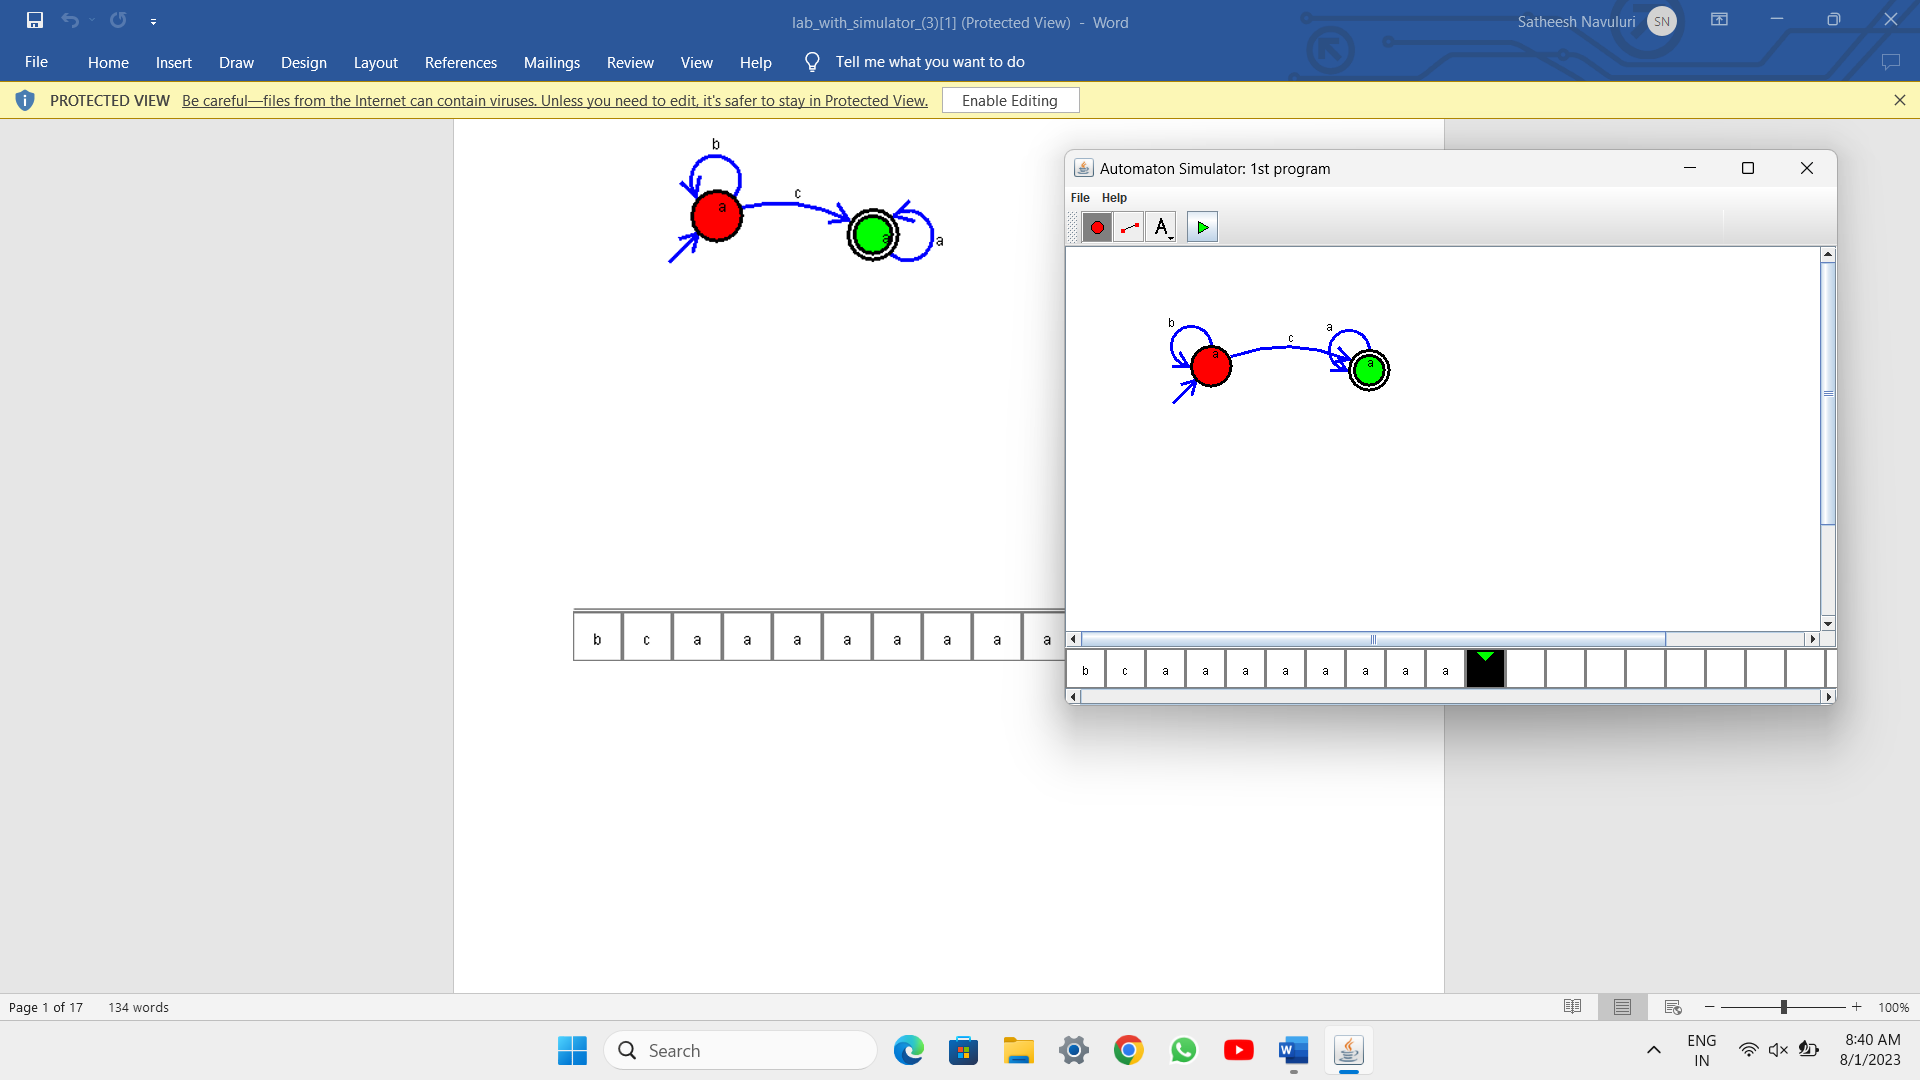 lab_with_simulator_(3)[1] (Protected View) - Word
Satheesh Navuluri SN
File Home Insert Draw Design Layout References Mailings Review View Help Tell me what you want to do
PROTECTED VIEW Be careful—files from the Internet can contain viruses. Unless you need to edit, it's safer to stay in Protected View. Enable Editing
b
a
c
a
a
b c a a a a a a a a
Automaton Simulator: 1st program
File Help
A
b
a
c
a
a
b c a a a a a a a a
Page 1 of 17 134 words
100%
Search
W
ENG
IN
8:40 AM
8/1/2023